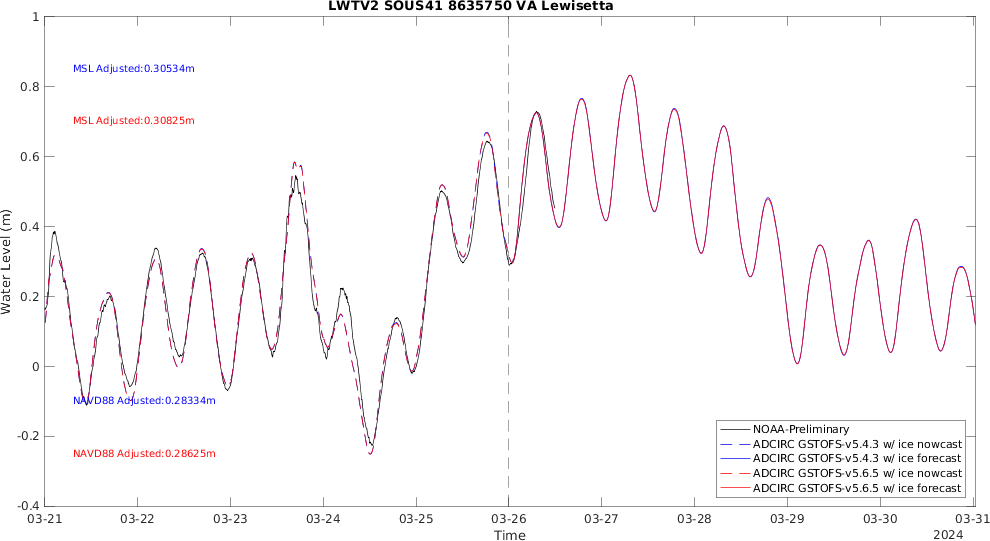 LWTV2 SOUS41 8635750 VA Lewisetta
1
0.8
0.6
0.4
0.2
0
-0.2
-0.4
Water Level (m)
MSL Adjusted:0.30534m
MSL Adjusted:0.30825m
NAVD88 Adjusted:0.28334m
NAVD88 Adjusted:0.28625m
NOAA-Preliminary
ADCIRC GSTOFS-v5.4.3 w/ ice nowcast
ADCIRC GSTOFS-v5.4.3 w/ ice forecast
ADCIRC GSTOFS-v5.6.5 w/ ice nowcast
ADCIRC GSTOFS-v5.6.5 w/ ice forecast
03-21 03-22 03-23 03-24 03-25 03-26 03-27 03-28 03-29 03-30 03-31
Time
2024